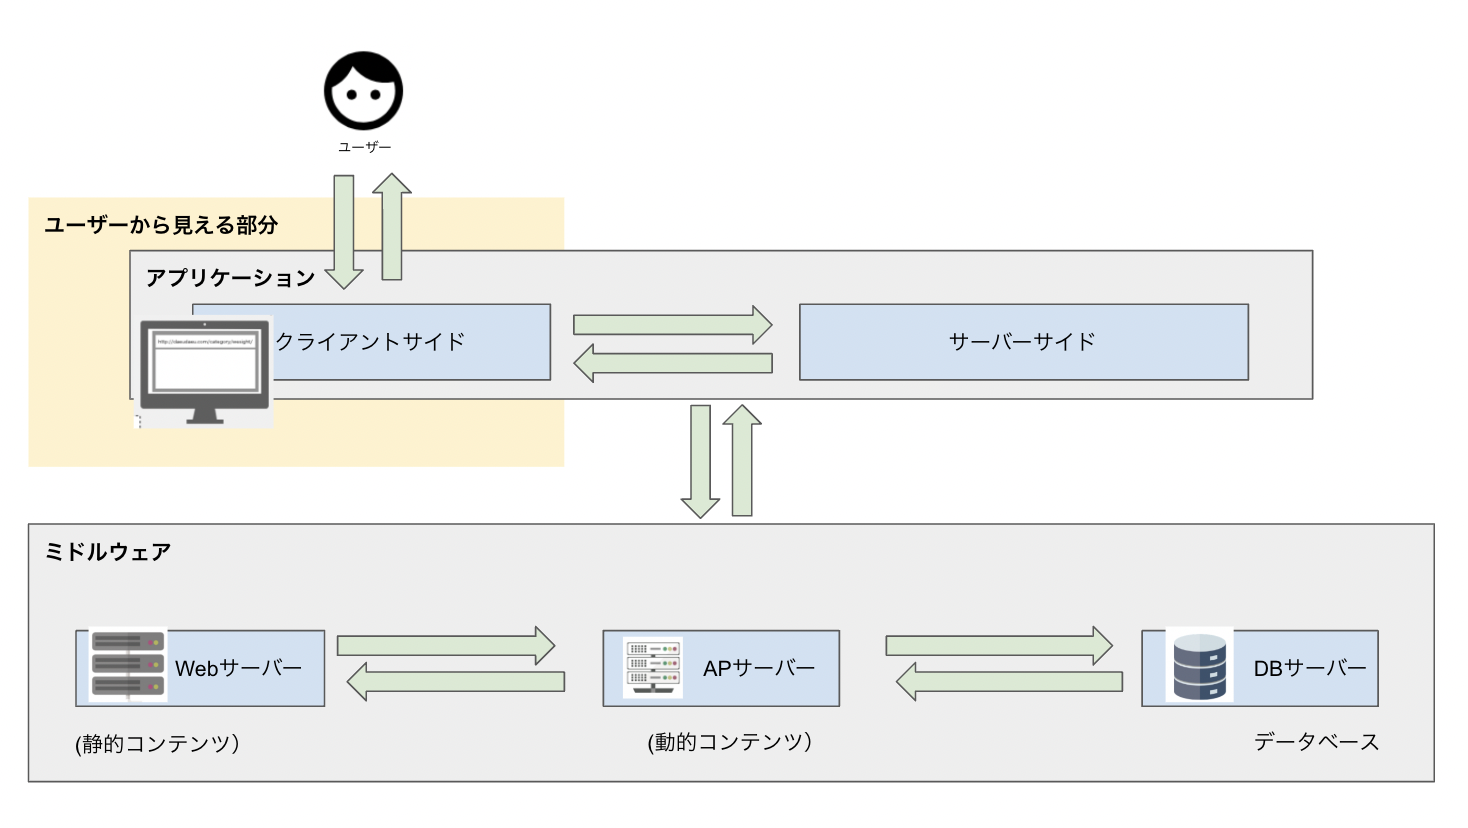 ユーザー
ユーザーから見える部分
アプリケーション
クライアントサイド
サーバーサイド
ミドルウェア
Webサーバー
APサーバー
DBサーバー
(静的コンテンツ）
(動的コンテンツ）
データベース